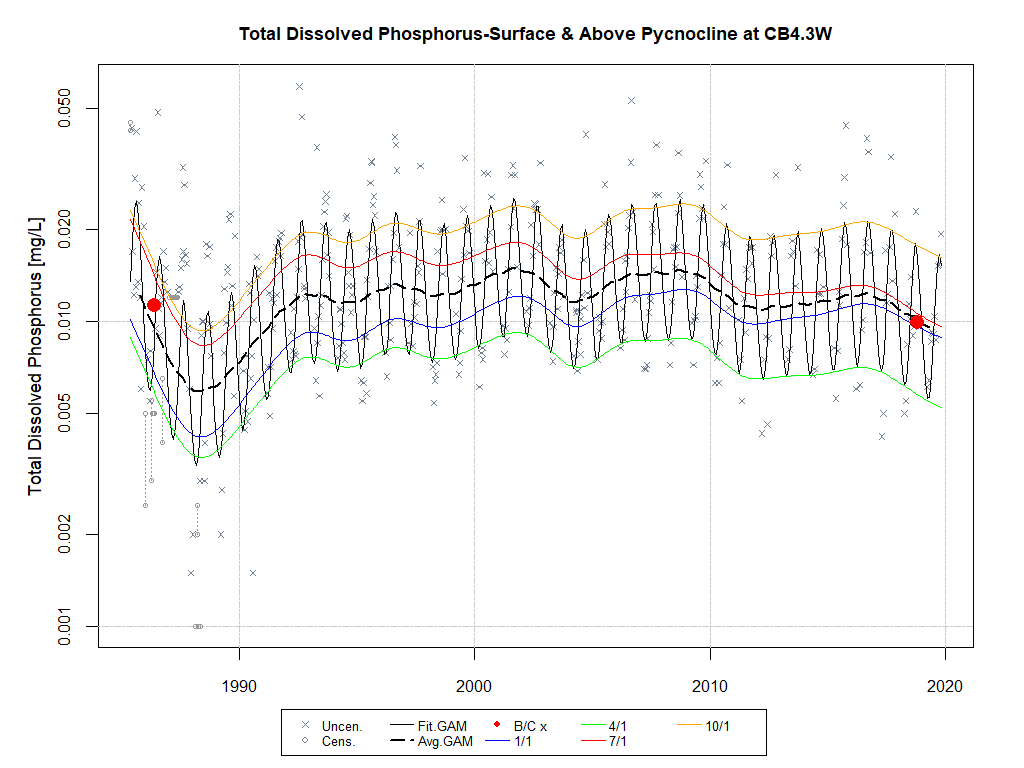 Total Dissolved Phosphorus-Surface & Above Pycnocline at CB4.3W
Total Dissolved Phosphorus [mg/L]
0.050
0.020
0.010
0.005
0.002
0.001
1990 2000 2010 2020
Uncen. Fit.GAM B/C x 4/1 10/1
Cens. Avg.GAM 1/1 7/1